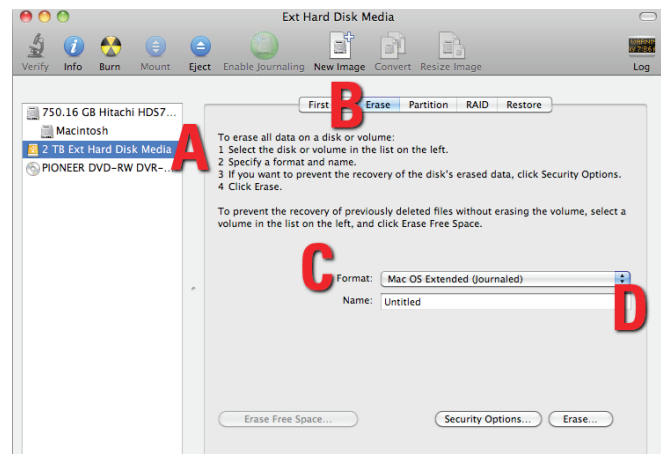 Ext Hard Disk Media
Verify Info Burn Mount Eject Enable Journaling New Image Convert Resize Image Log
750.16 GB Hitachi HDS7...
Macintosh
2 TB Ext Hard Disk Media
PIONEER DVD-RW DVR-...
A
B
First Erase Partition RAID Restore
To erase all data on a disk or volume:
1 Select the disk or volume in the list on the left.
2 Specify a format and name.
3 If you want to prevent the recovery of the disk's erased data, click Security Options.
4 Click Erase.
To prevent the recovery of previously deleted files without erasing the volume, select a
volume in the list on the left, and click Erase Free Space.
C
Format: Mac OS Extended (Journaled)
Name: Untitled
D
Erase Free Space... Security Options... Erase...